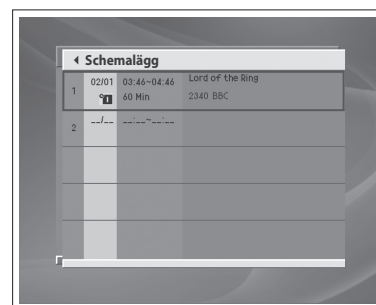 Schemalägg
1 02/01 03:46~04:46 Lord of the Ring
60 Min 2340 BBC
2 --/-- --:--~--:--